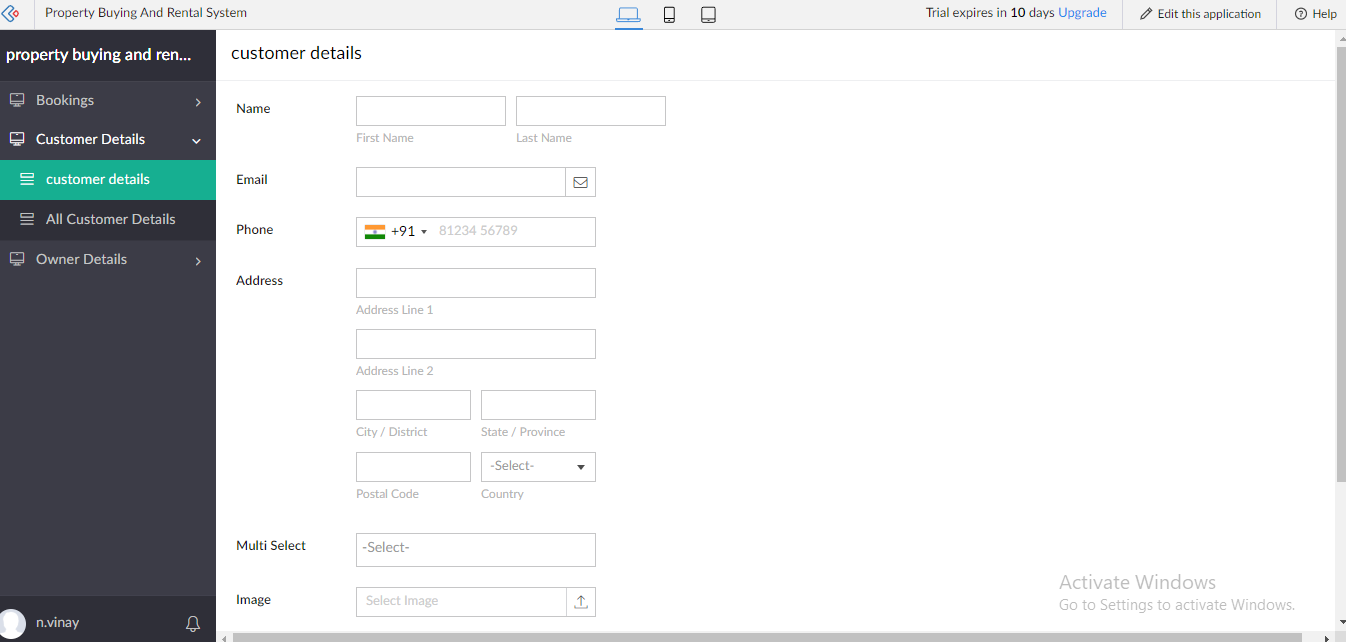 Property Buying And Rental System
Trial expires in 10 days Upgrade
Edit this application
Help
property buying and ren...
customer details
Bookings
Customer Details
customer details
All Customer Details
Owner Details
Name
First Name
Last Name
Email
Phone
+91
81234 56789
Address
Address Line 1
Address Line 2
City / District
State / Province
-Select-
Postal Code
Country
Multi Select
-Select-
Image
Select Image
Activate Windows
Go to Settings to activate Windows.
n.vinay